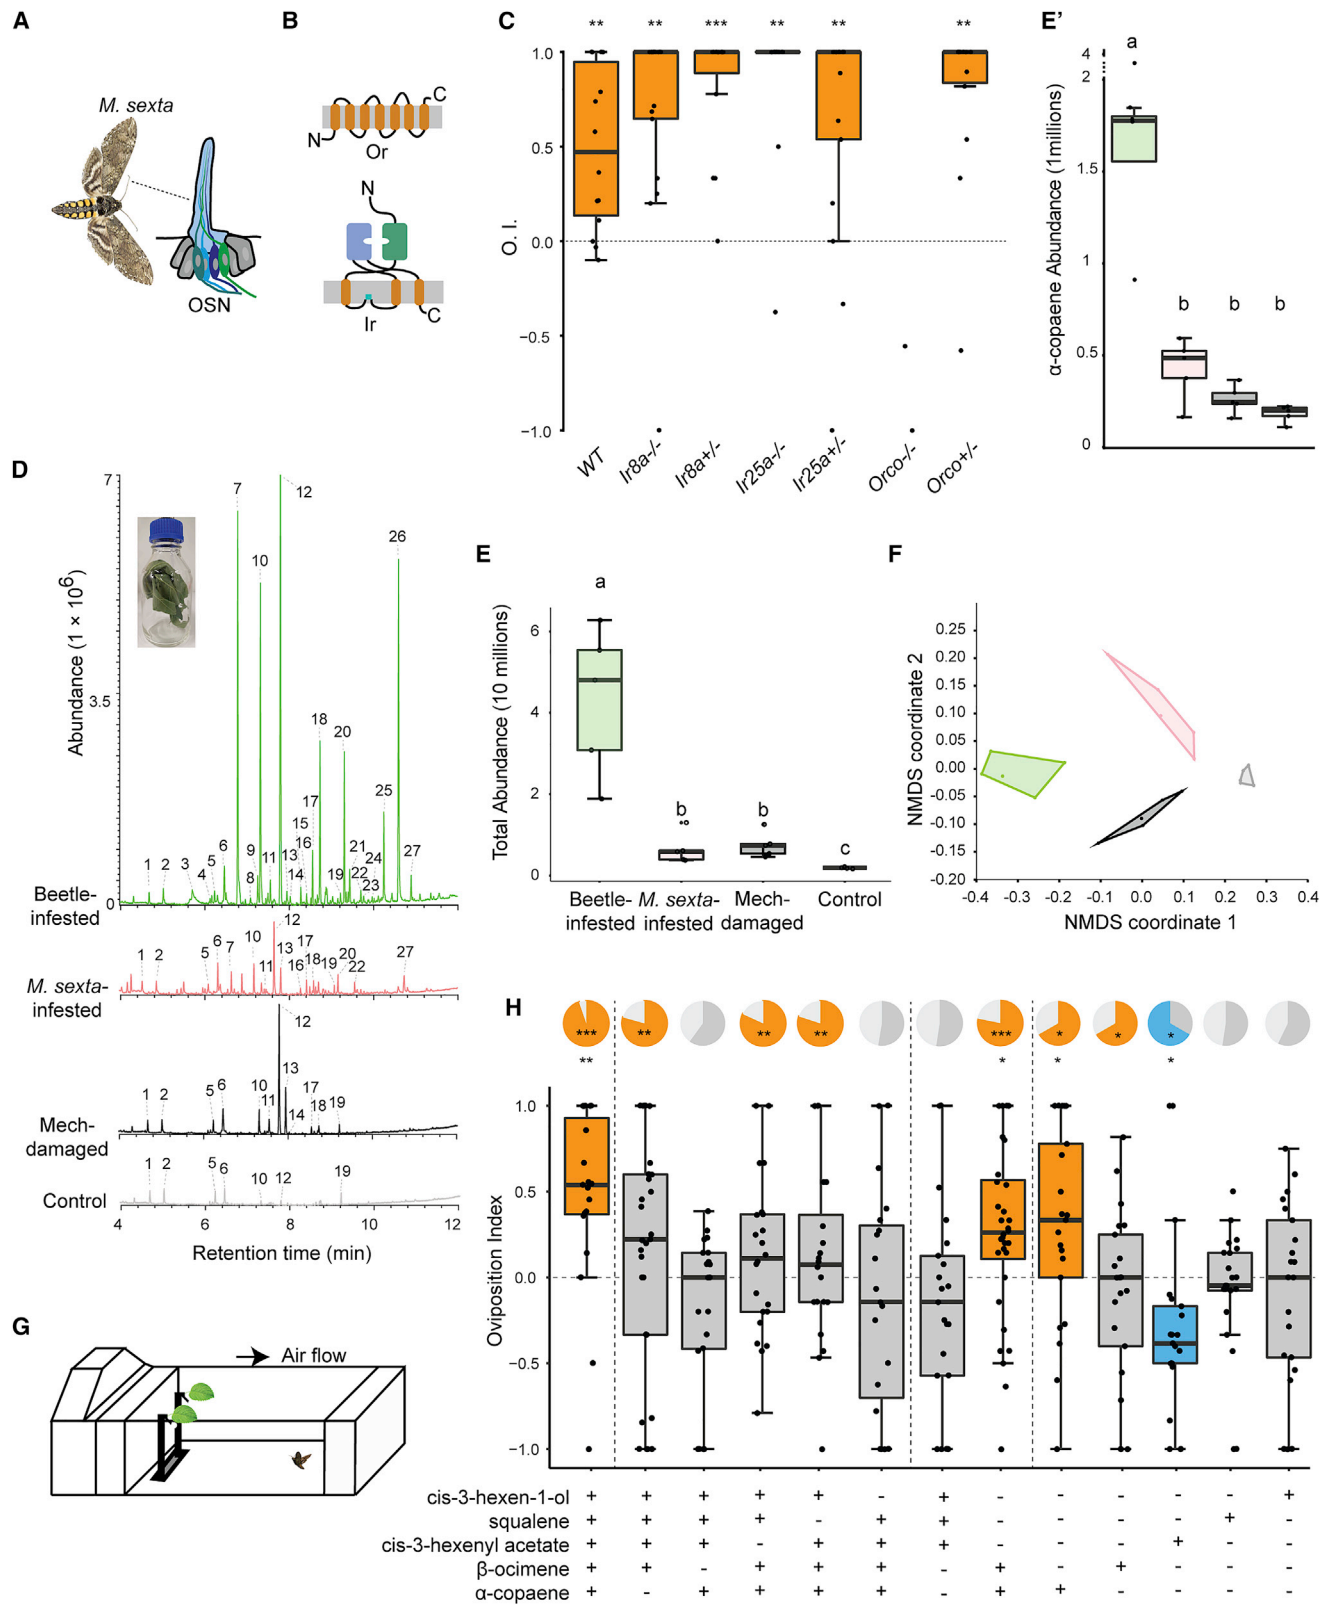 A
M. sexta
OSN
B
C
N
Or
N
Ir
C
C
** ** *** ** ** **
O. I.
1.0
0.5
0.0
−0.5
−1.0
WT Ir8a-/- Ir8a+/- Ir25a-/- Ir25a+/- Orco-/- Orco+/-
E’
α-copaene Abundance (1millions)
4
2
1.5
1
0.5
0
a
b b b
D
Abundance (1 × 10⁶)
7
3.5
0
1 2 3 4 5 6 7 8 9 10 11 12 13 14 15 16 17 18 19 20 21 22 23 24 25 26 27
Beetle-
infested
1 2 5 6 7 10 11 12 13 16 17 18 19 20 22 27
M. sexta-
infested
1 2 5 6 10 11 12 13 14 17 18 19
Mech-
damaged
1 2 5 6 10 12 19
Control
4 6 8 10 12
Retention time (min)
E
Total Abundance (10 millions)
6
4
2
0
a
b b c
Beetle- M. sexta- Mech- Control
infested infested damaged
F
NMDS coordinate 2
0.25
0.20
0.15
0.10
0.05
0.00
-0.05
-0.10
-0.15
-0.20
-0.4 -0.3 -0.2 -0.1 0.0 0.1 0.2 0.3 0.4
NMDS coordinate 1
G
Air flow
H
*** ** ** ** *** * * *
** * * *
Oviposition Index
1.0
0.5
0.0
−0.5
−1.0
cis-3-hexen-1-ol + + + + + - + - - - - - +
squalene + + + + - + + - - - - + -
cis-3-hexenyl acetate + + + - + + + - - - + - -
β-ocimene + + - + + + - + - + - - -
α-copaene + - + + + + - + + - - - -